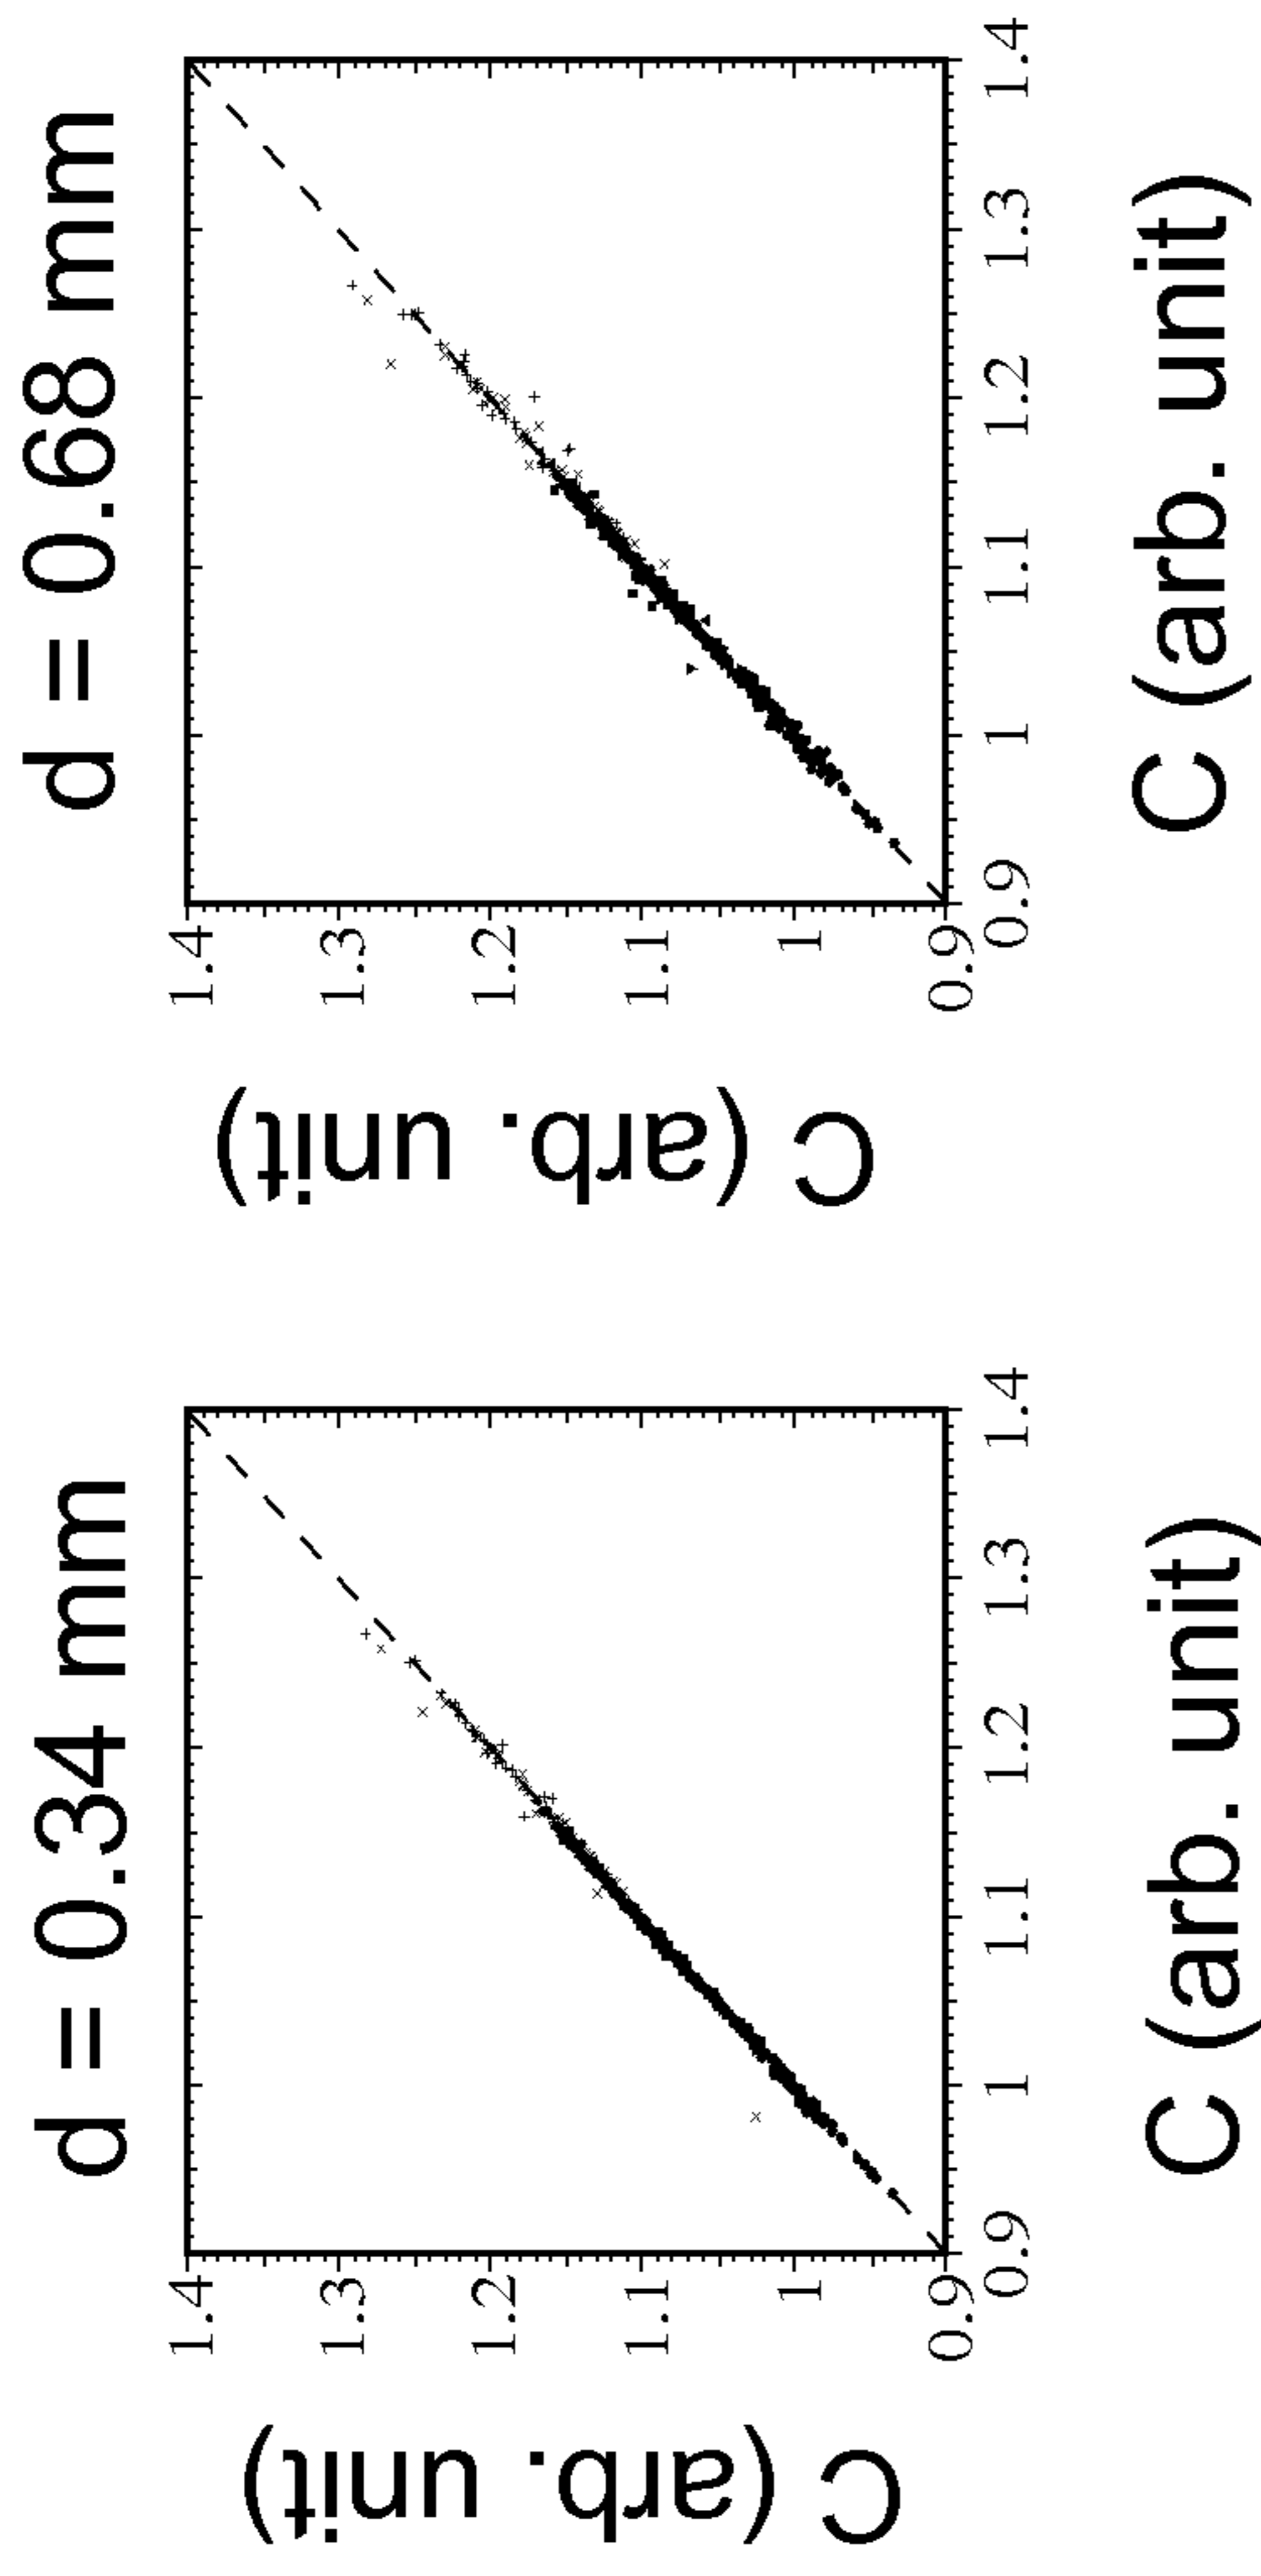 d = 0.34 mm
C (arb. unit)
1.4
1.3
1.2
1.1
1
0.9
0.9 1 1.1 1.2 1.3 1.4
C (arb. unit)
d = 0.68 mm
C (arb. unit)
1.4
1.3
1.2
1.1
1
0.9
0.9 1 1.1 1.2 1.3 1.4
C (arb. unit)